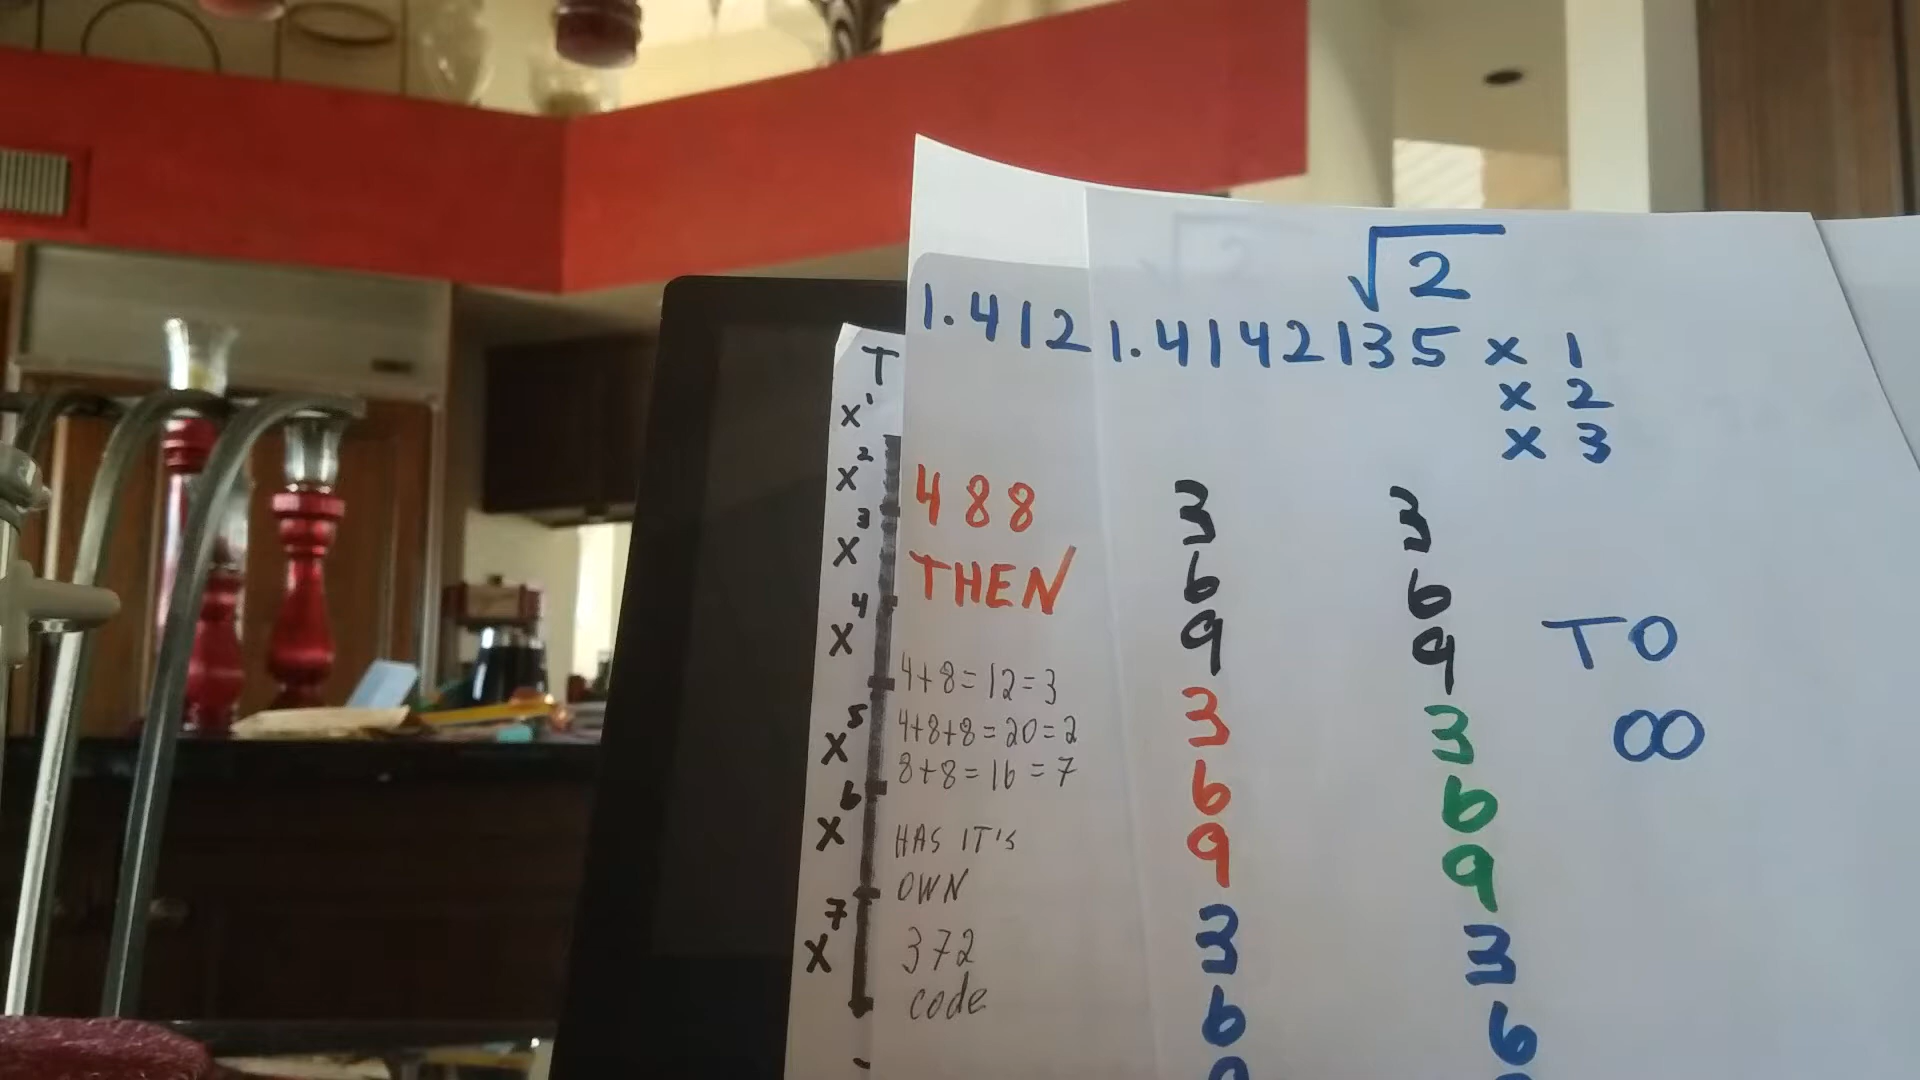 √2
1.412
1.4142135 x 1
x 2
x 3
T
x1
x2
x3
x4
x5
x6
x7
488
THEN
4+8=12=3
4+8+8=20=2
8+8=16=7
HAS IT'S
OWN
372
code
3
6
9
3
6
9
3
6
3
6
9
3
6
9
3
6
TO
∞